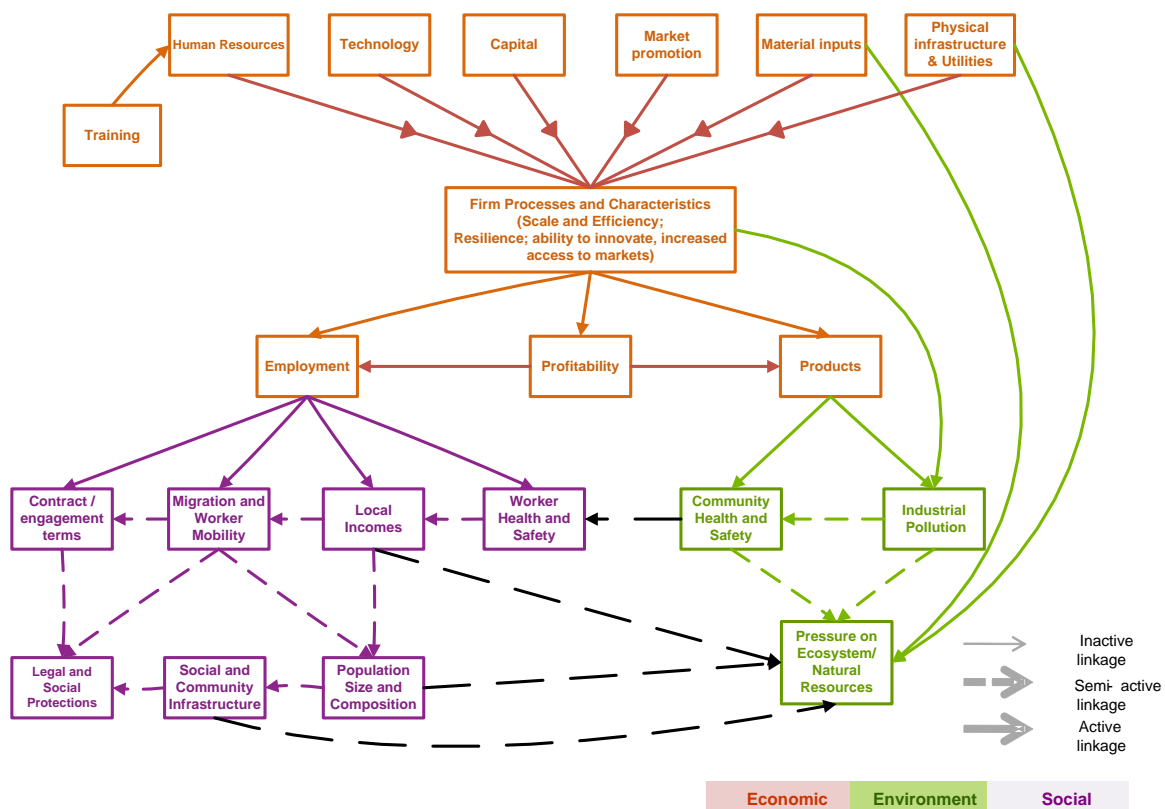 Human Resources
Technology
Capital
Market
promotion
Material inputs
Physical
infrastructure
& Utilities
Training
Firm Processes and Characteristics
(Scale and Efficiency;
Resilience; ability to innovate, increased
access to markets)
Employment
Profitability
Products
Contract /
engagement
terms
Migration and
Worker
Mobility
Local
Incomes
Worker
Health and
Safety
Community
Health and
Safety
Industrial
Pollution
Legal and
Social
Protections
Social and
Community
Infrastructure
Population
Size and
Composition
Pressure on
Ecosystem/
Natural
Resources
Inactive
linkage
Semi- active
linkage
Active
linkage
Economic
Environment
Social